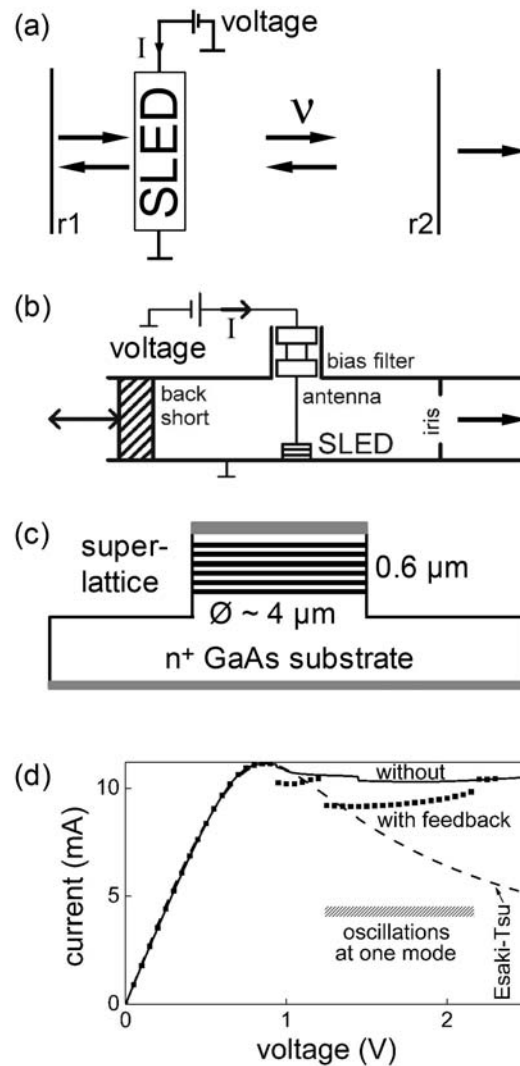 (a)
voltage
I
SLED
ν
r1
r2
(b)
I
voltage
bias filter
back
short
antenna
SLED
iris
(c)
super-
lattice
0.6 µm
Ø ~ 4 µm
n⁺ GaAs substrate
(d)
10
5
0
current (mA)
without
with feedback
oscillations
at one mode
Esaki-Tsu
0
1
2
voltage (V)